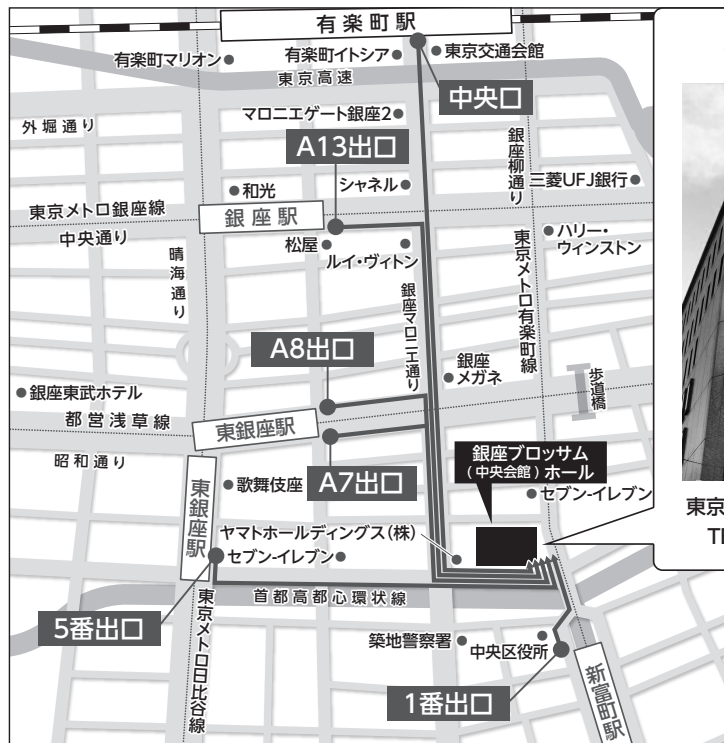 有楽町駅
有楽町マリオン
有楽町イトシア
東京交通会館
東京高速
中央口
外堀通り
マロニエゲート銀座2
A13出口
銀座柳通り
和光
シャネル
三菱UFJ銀行
東京メトロ銀座線
銀座駅
中央通り
松屋
ルイ・ヴィトン
ハリー・
ウィンストン
晴海通り
銀座マロニエ通り
東京メトロ有楽町線
A8出口
銀座
メガネ
歩道橋
銀座東武ホテル
都営浅草線
東銀座駅
昭和通り
銀座ブロッサム
(中央会館)ホール
歌舞伎座
A7出口
セブン-イレブン
東京
東銀座駅
ヤマトホールディングス(株)
セブン-イレブン
首都高都心環状線
5番出口
東京メトロ日比谷線
築地警察署
中央区役所
1番出口
新富町駅